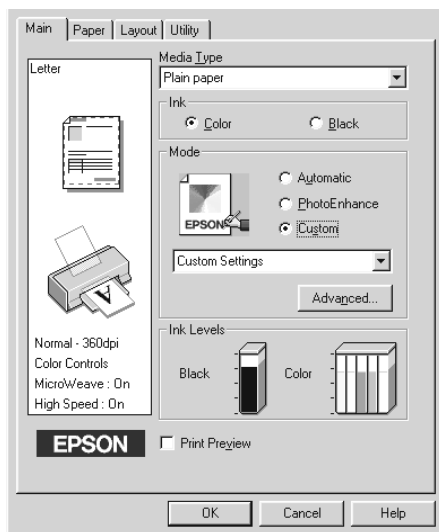 Main Paper Layout Utility
Letter
Media Type
Plain paper
Ink
Color Black
Mode
EPSON
Automatic
PhotoEnhance
Custom
Custom Settings
Advanced...
A
Normal - 360dpi
Color Controls
MicroWeave : On
High Speed : On
Ink Levels
Black Color
EPSON
Print Preview
OK Cancel Help